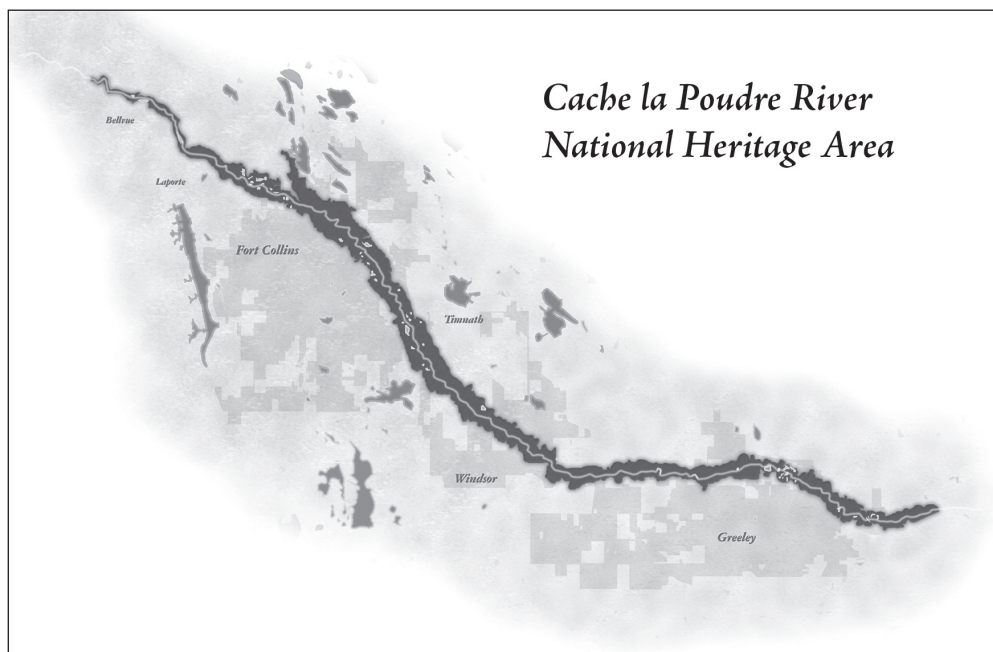 Cache la Poudre River
National Heritage Area
Bellvue
Laporte
Fort Collins
Timnath
Windsor
Greeley